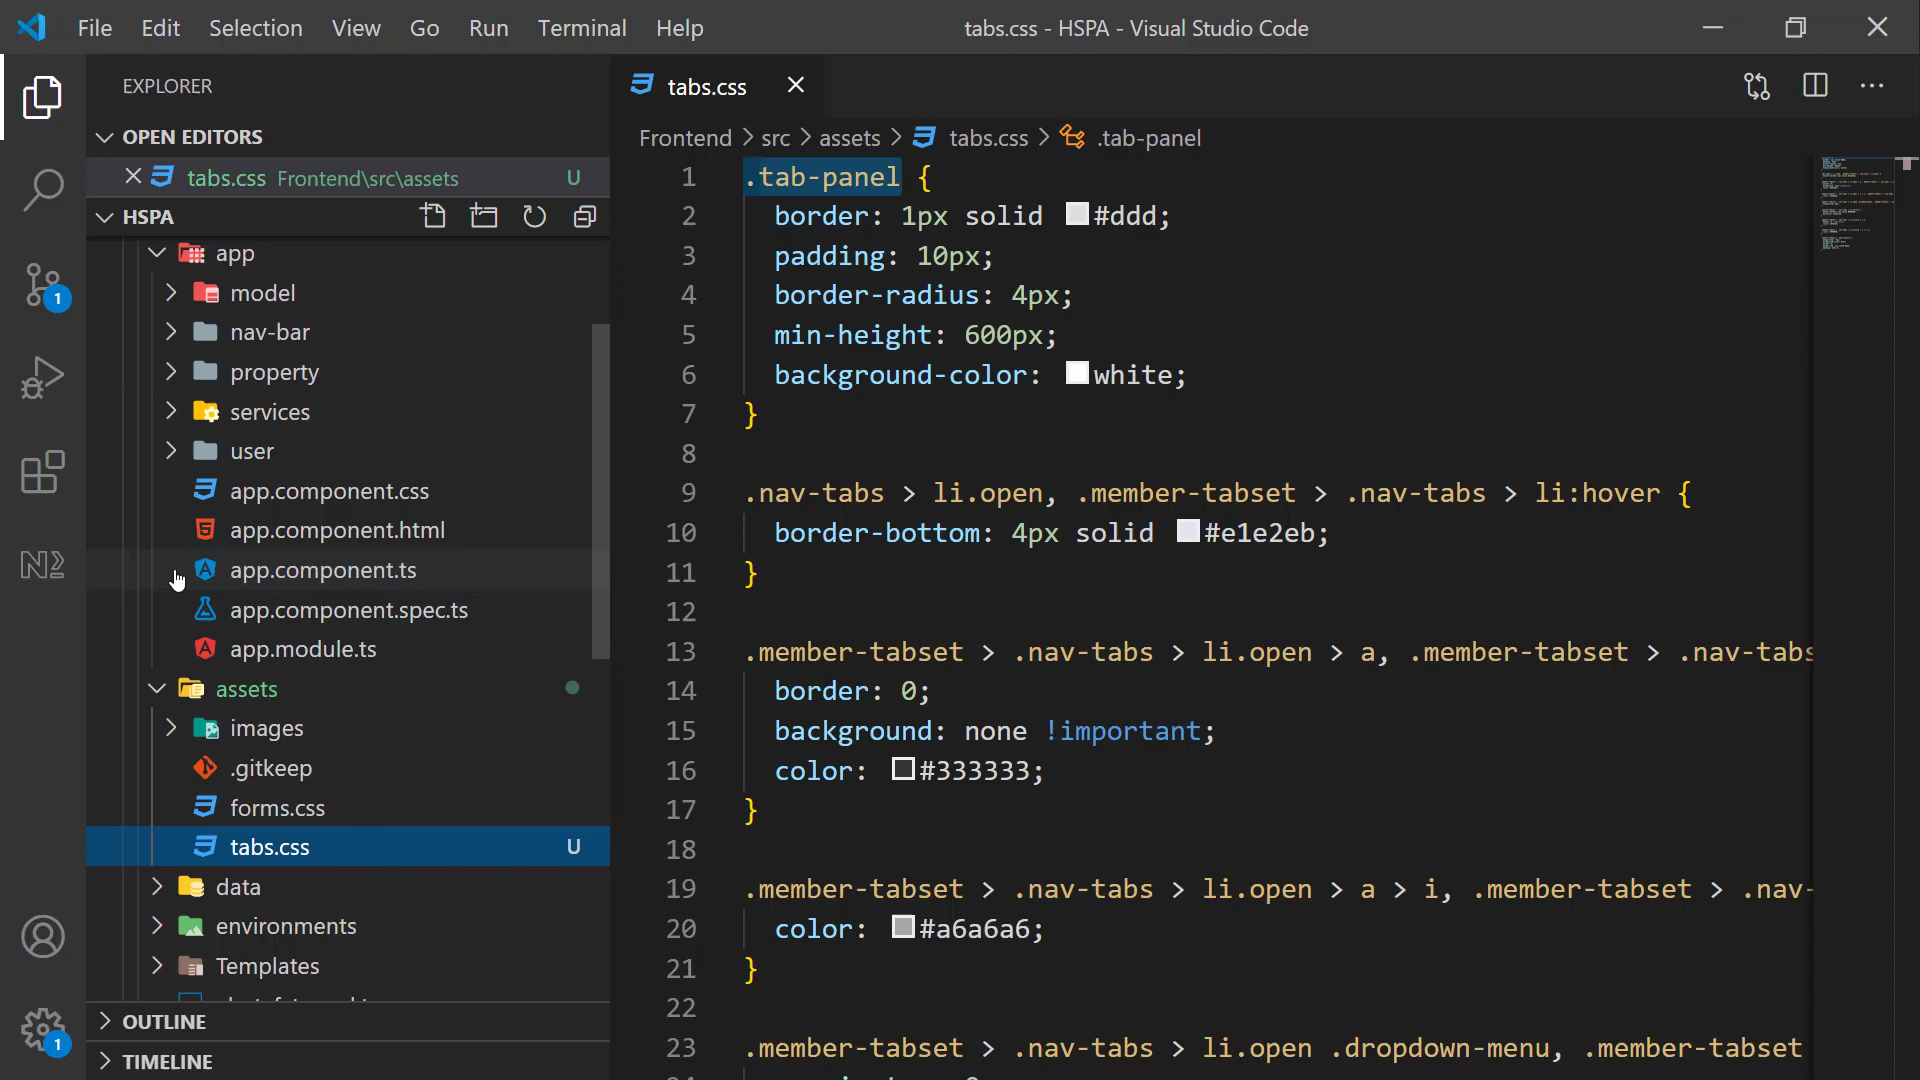 File Edit Selection View Go Run Terminal Help tabs.css - HSPA - Visual Studio Code
EXPLORER
OPEN EDITORS
tabs.css Frontend\src\assets U
HSPA
app
model
nav-bar
property
services
user
app.component.css
app.component.html
app.component.ts
app.component.spec.ts
app.module.ts
assets
images
.gitkeep
forms.css
tabs.css U
data
environments
Templates
OUTLINE
TIMELINE
1
1
tabs.css
Frontend > src > assets > tabs.css > .tab-panel
1 .tab-panel {
2 border: 1px solid #ddd;
3 padding: 10px;
4 border-radius: 4px;
5 min-height: 600px;
6 background-color: white;
7 }
8
9 .nav-tabs > li.open, .member-tabset > .nav-tabs > li:hover {
10 border-bottom: 4px solid #e1e2eb;
11 }
12
13 .member-tabset > .nav-tabs > li.open > a, .member-tabset > .nav-tabs
14 border: 0;
15 background: none !important;
16 color: #333333;
17 }
18
19 .member-tabset > .nav-tabs > li.open > a > i, .member-tabset > .nav-
20 color: #a6a6a6;
21 }
22
23 .member-tabset > .nav-tabs > li.open .dropdown-menu, .member-tabset